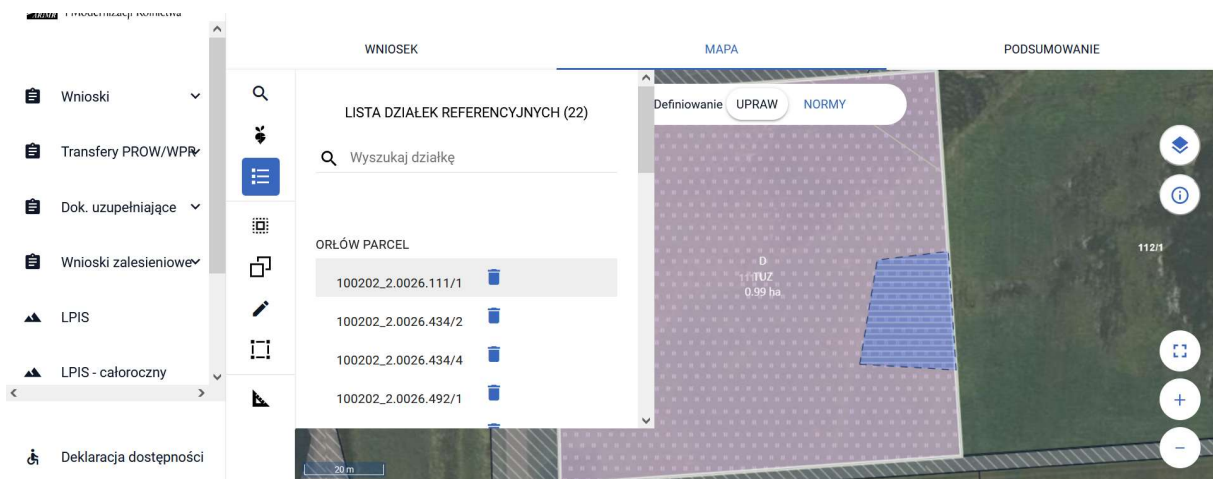 WNIOSEK
MAPA
PODSUMOWANIE
Wnioski
Transfery PROW/WPR
Dok. uzupełniające
Wnioski zalesieniowe
LPIS
LPIS - całoroczny
Deklaracja dostępności
LISTA DZIAŁEK REFERENCYJNYCH (22)
Wyszukaj działkę
ORŁÓW PARCEL
100202_2.0026.111/1
100202_2.0026.434/2
100202_2.0026.434/4
100202_2.0026.492/1
Definiowanie UPRAW NORMY
D
TUZ
0.99 ha
112/1
20 m